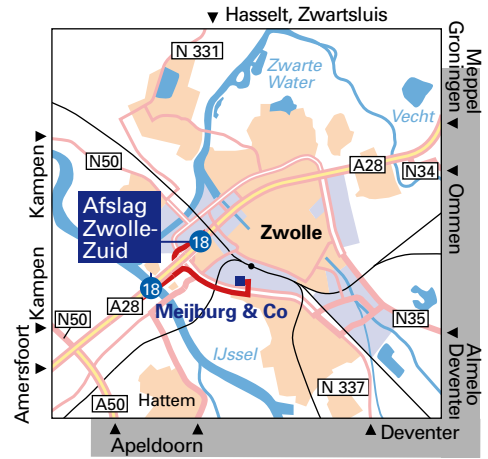 Hasselt, Zwartsluis
N 331
Zwarte
Water
Meppel
Groningen
Vecht
Kampen
N50
A28
N34
Ommen
Afslag
Zwolle-
Zuid
18
Zwolle
18
Kampen
A28
Meijburg & Co
N50
N35
Amersfoort
IJssel
Almelo
Deventer
A50
Hattem
N 337
Apeldoorn
Deventer